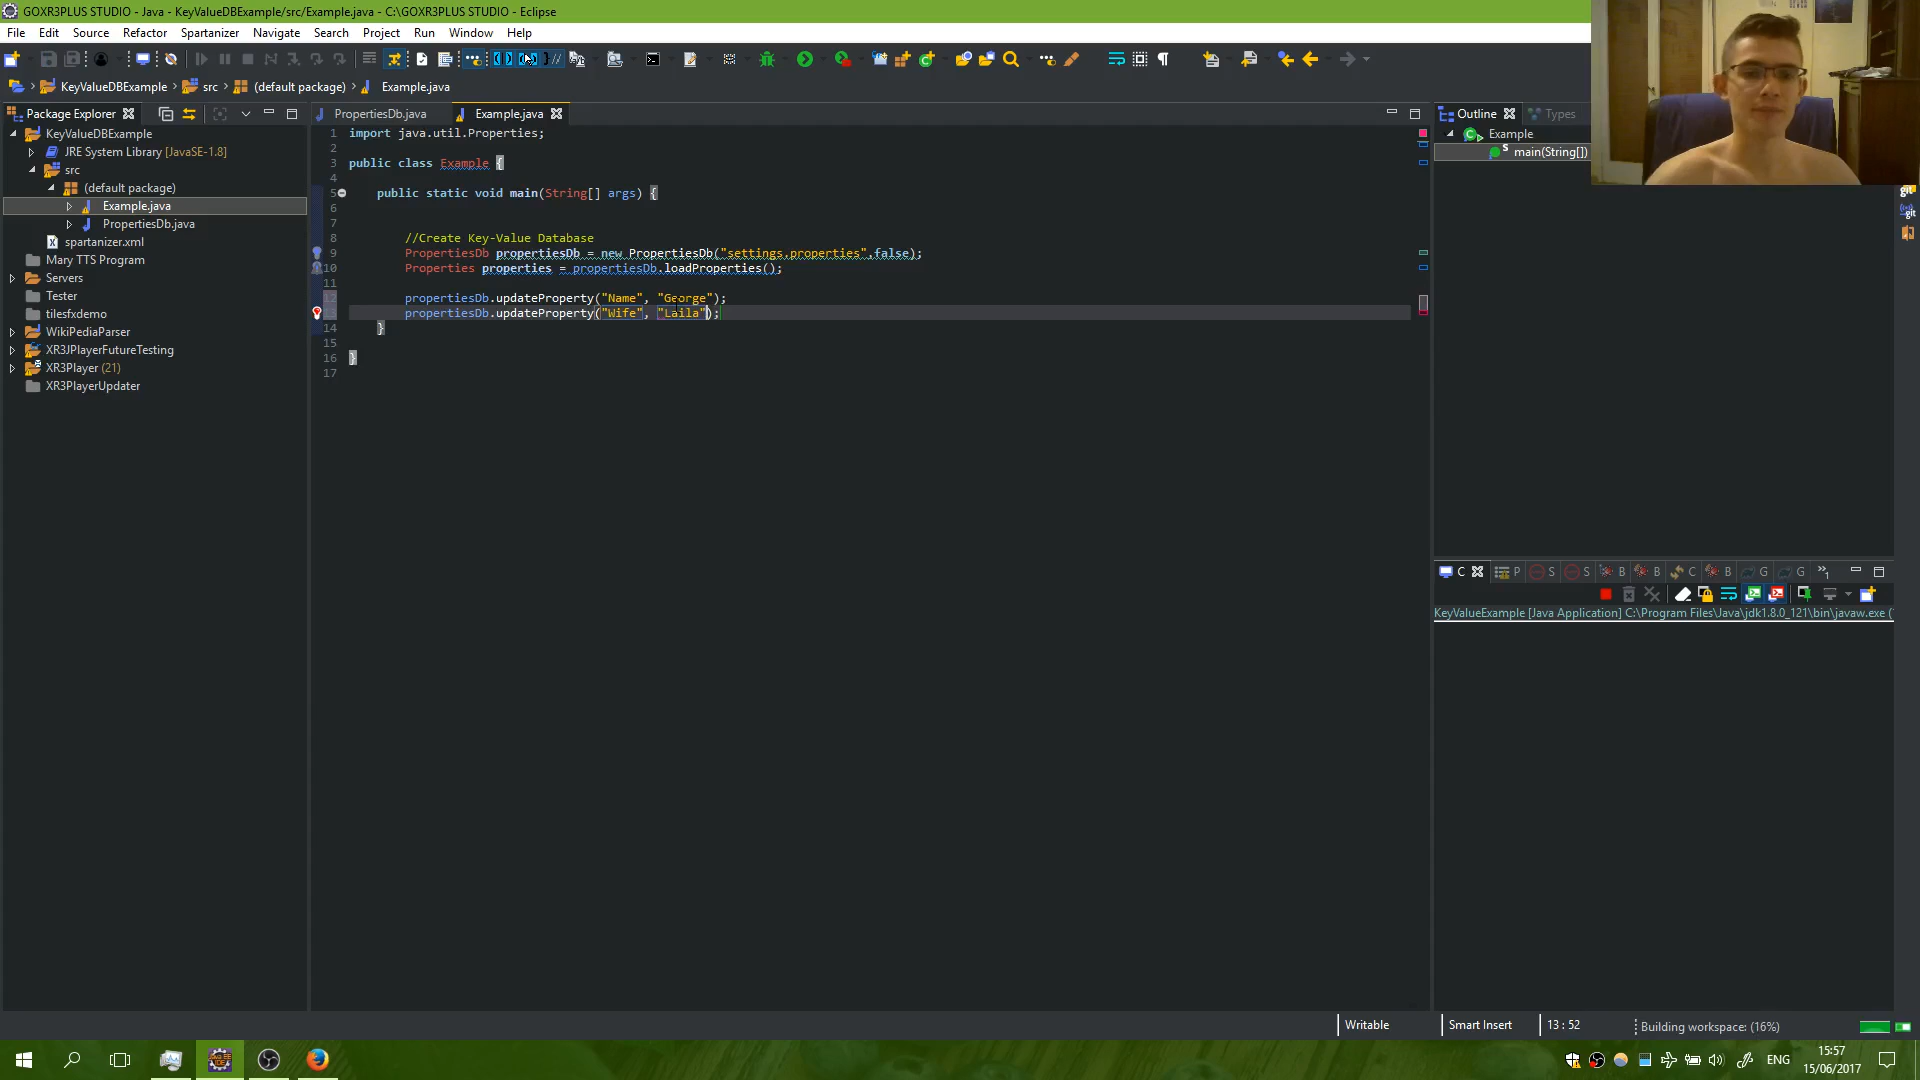 GOXR3PLUS STUDIO - Java - KeyValueDBExample/src/Example.java - C:\GOXR3PLUS STUDIO - Eclipse
File Edit Source Refactor Spartanizer Navigate Search Project Run Window Help
KeyValueDBExample src (default package) Example.java
Package Explorer
KeyValueDBExample
JRE System Library [JavaSE-1.8]
src
(default package)
Example.java
PropertiesDb.java
spartanizer.xml
Mary TTS Program
Servers
Tester
tilesfxdemo
WikiPediaParser
XR3JPlayerFutureTesting
XR3Player (21)
XR3PlayerUpdater
PropertiesDb.java Example.java
1 import java.util.Properties;
2
3 public class Example {
4
5 public static void main(String[] args) {
6
7
8 //Create Key-Value Database
9 PropertiesDb propertiesDb = new PropertiesDb("settings.properties",false);
10 Properties properties = propertiesDb.loadProperties();
11
12 propertiesDb.updateProperty("Name", "George");
13 propertiesDb.updateProperty("Wife", "Laila");
14 }
15
16 }
17
Outline Types
Example
main(String[])
C P S S B B C B G G »1
KeyValueExample [Java Application] C:\Program Files\Java\jdk1.8.0_121\bin\javaw.exe (
Writable Smart Insert 13 : 52 Building workspace: (16%)
ENG 15:57
15/06/2017